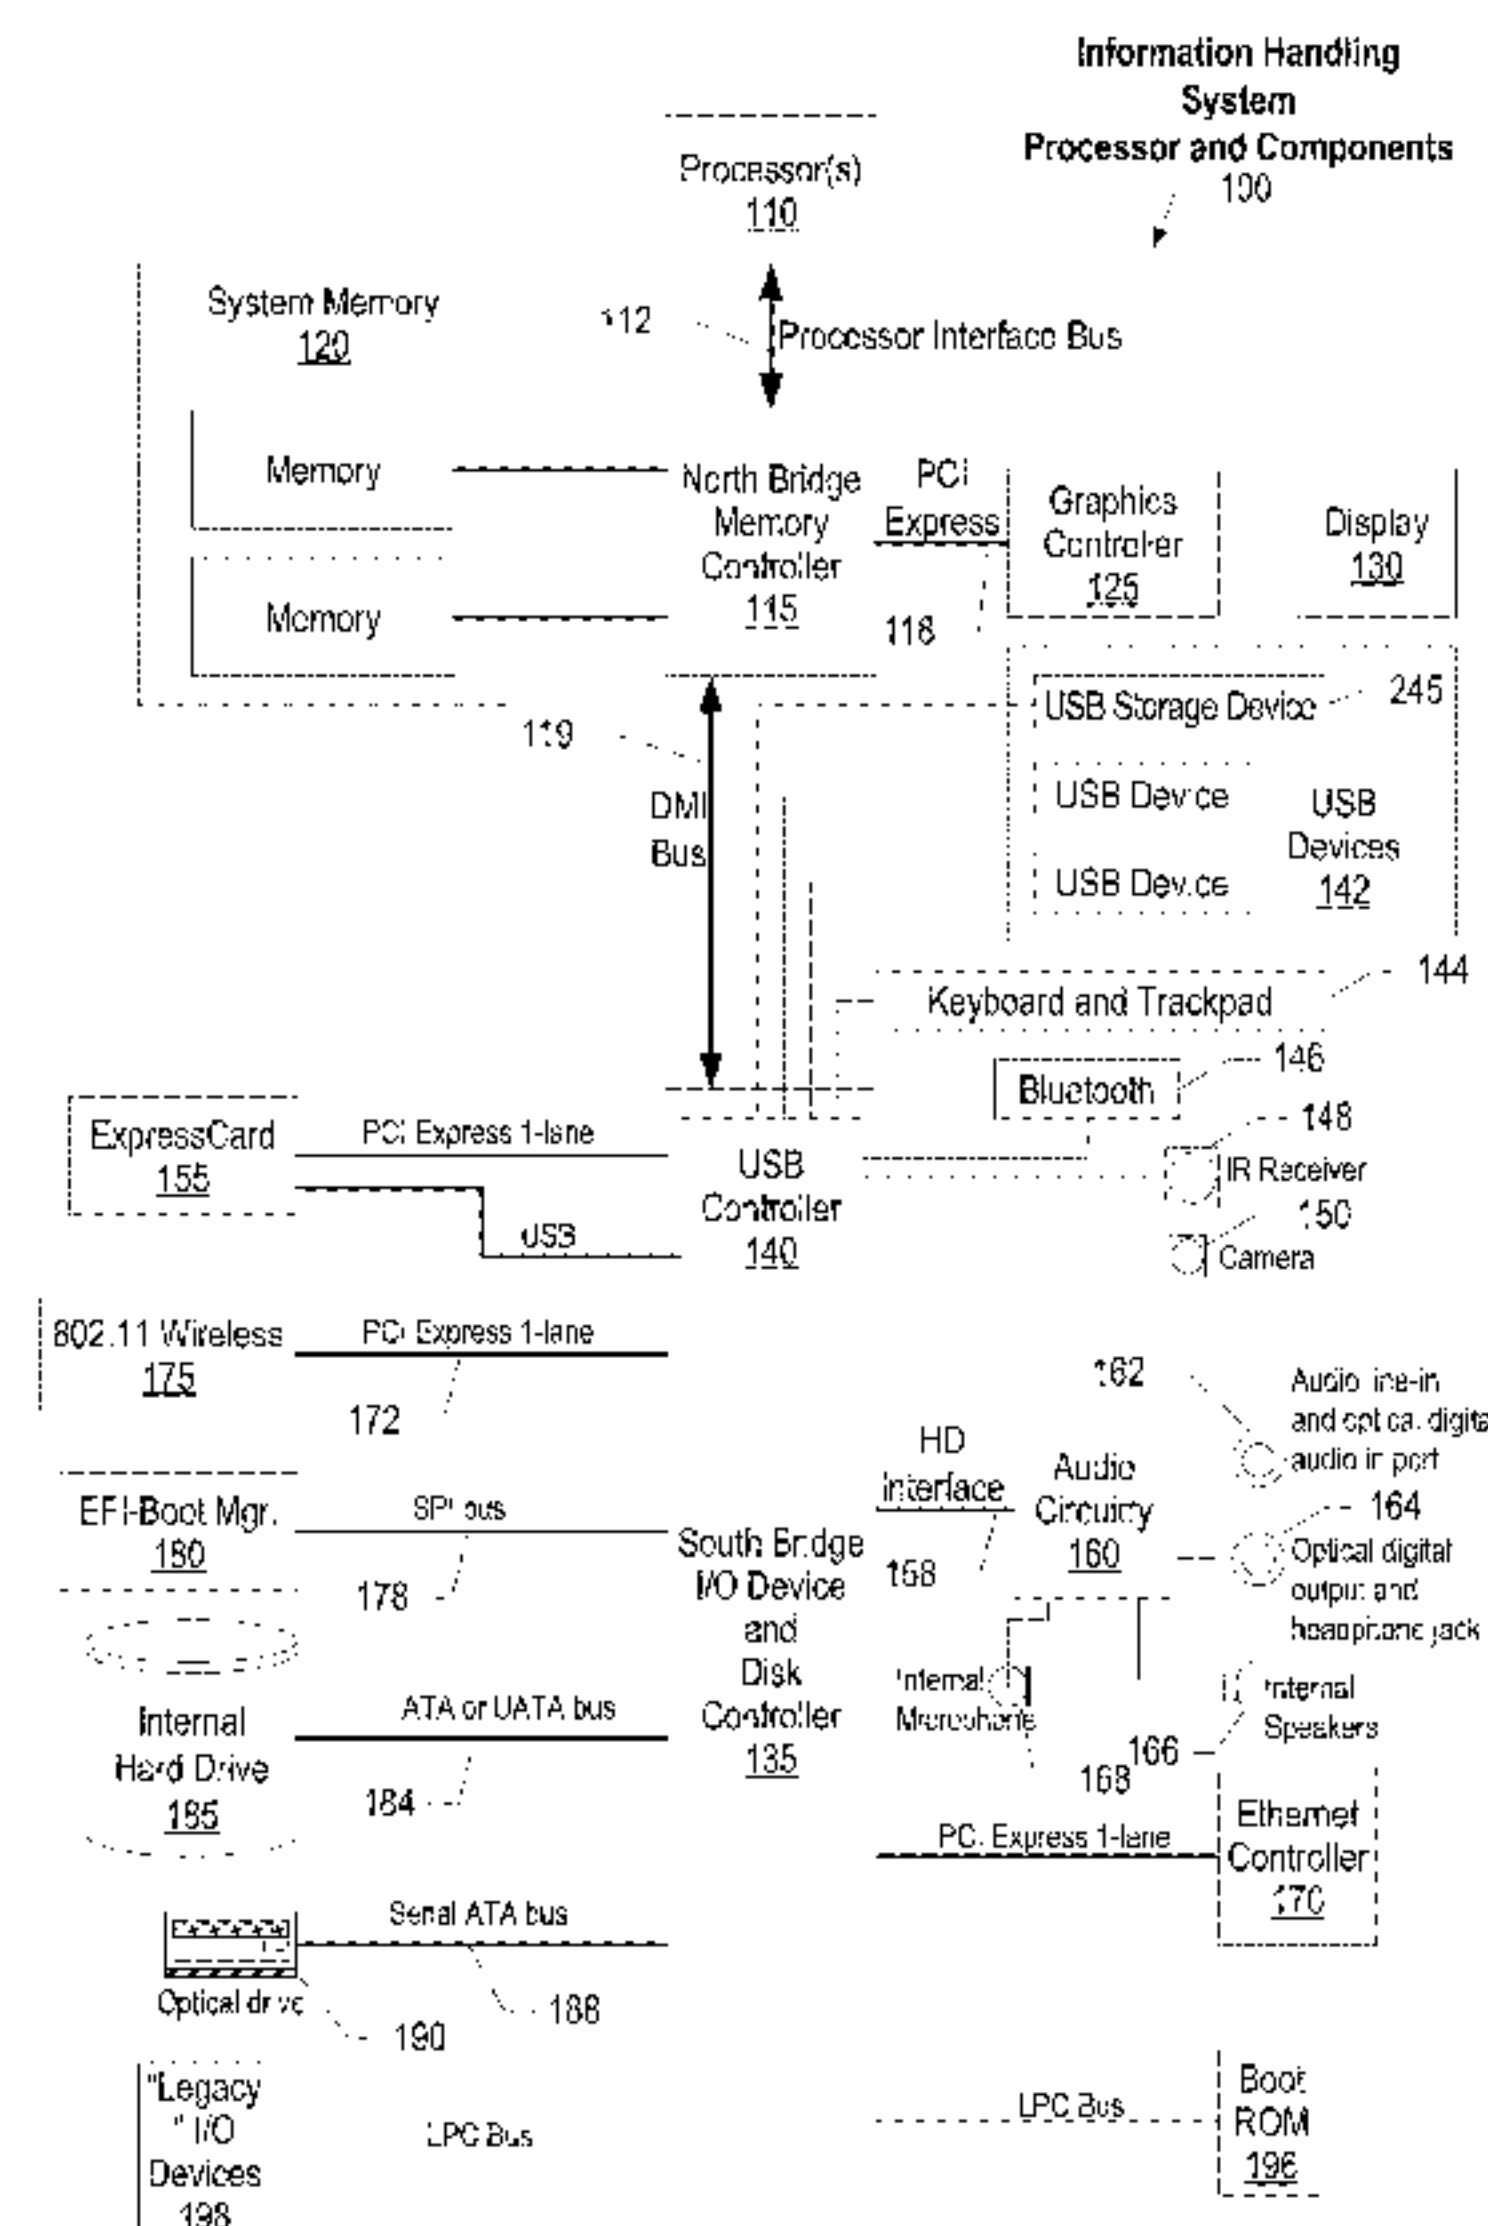 Information Handling
System
Processor and Components
100
Processor(s)
110
System Memory
120
112
Processor Interface Bus
Memory
Memory
North Bridge
Memory
Controller
115
PCI
Express
118
Graphics
Controller
125
Display
130
119
DMI
Bus
USB Storage Device
245
USB Device
USB Device
USB
Devices
142
Keyboard and Trackpad
144
Bluetooth
146
148
IR Receiver
150
Camera
ExpressCard
155
PCI Express 1-lane
USB
USB
Controller
140
802.11 Wireless
175
PCI Express 1-lane
172
EFI-Boot Mgr.
180
SPI bus
178
South Bridge
I/O Device
and
Disk
Controller
135
HD
Interface
158
Audio
Circuitry
160
162
Audio line-in
and optical digita
audio in port
164
Optical digital
output and
headphone jack
Internal
Microphone
168
166
Internal
Speakers
Internal
Hard Drive
185
ATA or UATA bus
184
PCI Express 1-lane
Ethernet
Controller
170
Serial ATA bus
188
Optical drive
190
"Legacy
" I/O
Devices
198
LPC Bus
LPC Bus
Boot
ROM
196